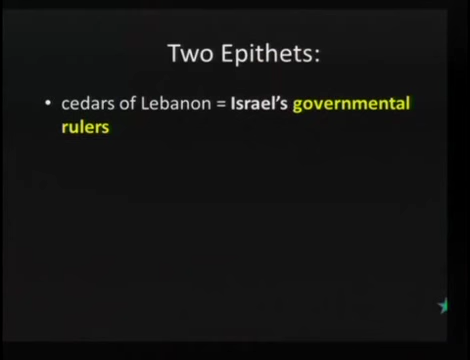 Two Epithets:
• cedars of Lebanon = Israel's governmental
rulers